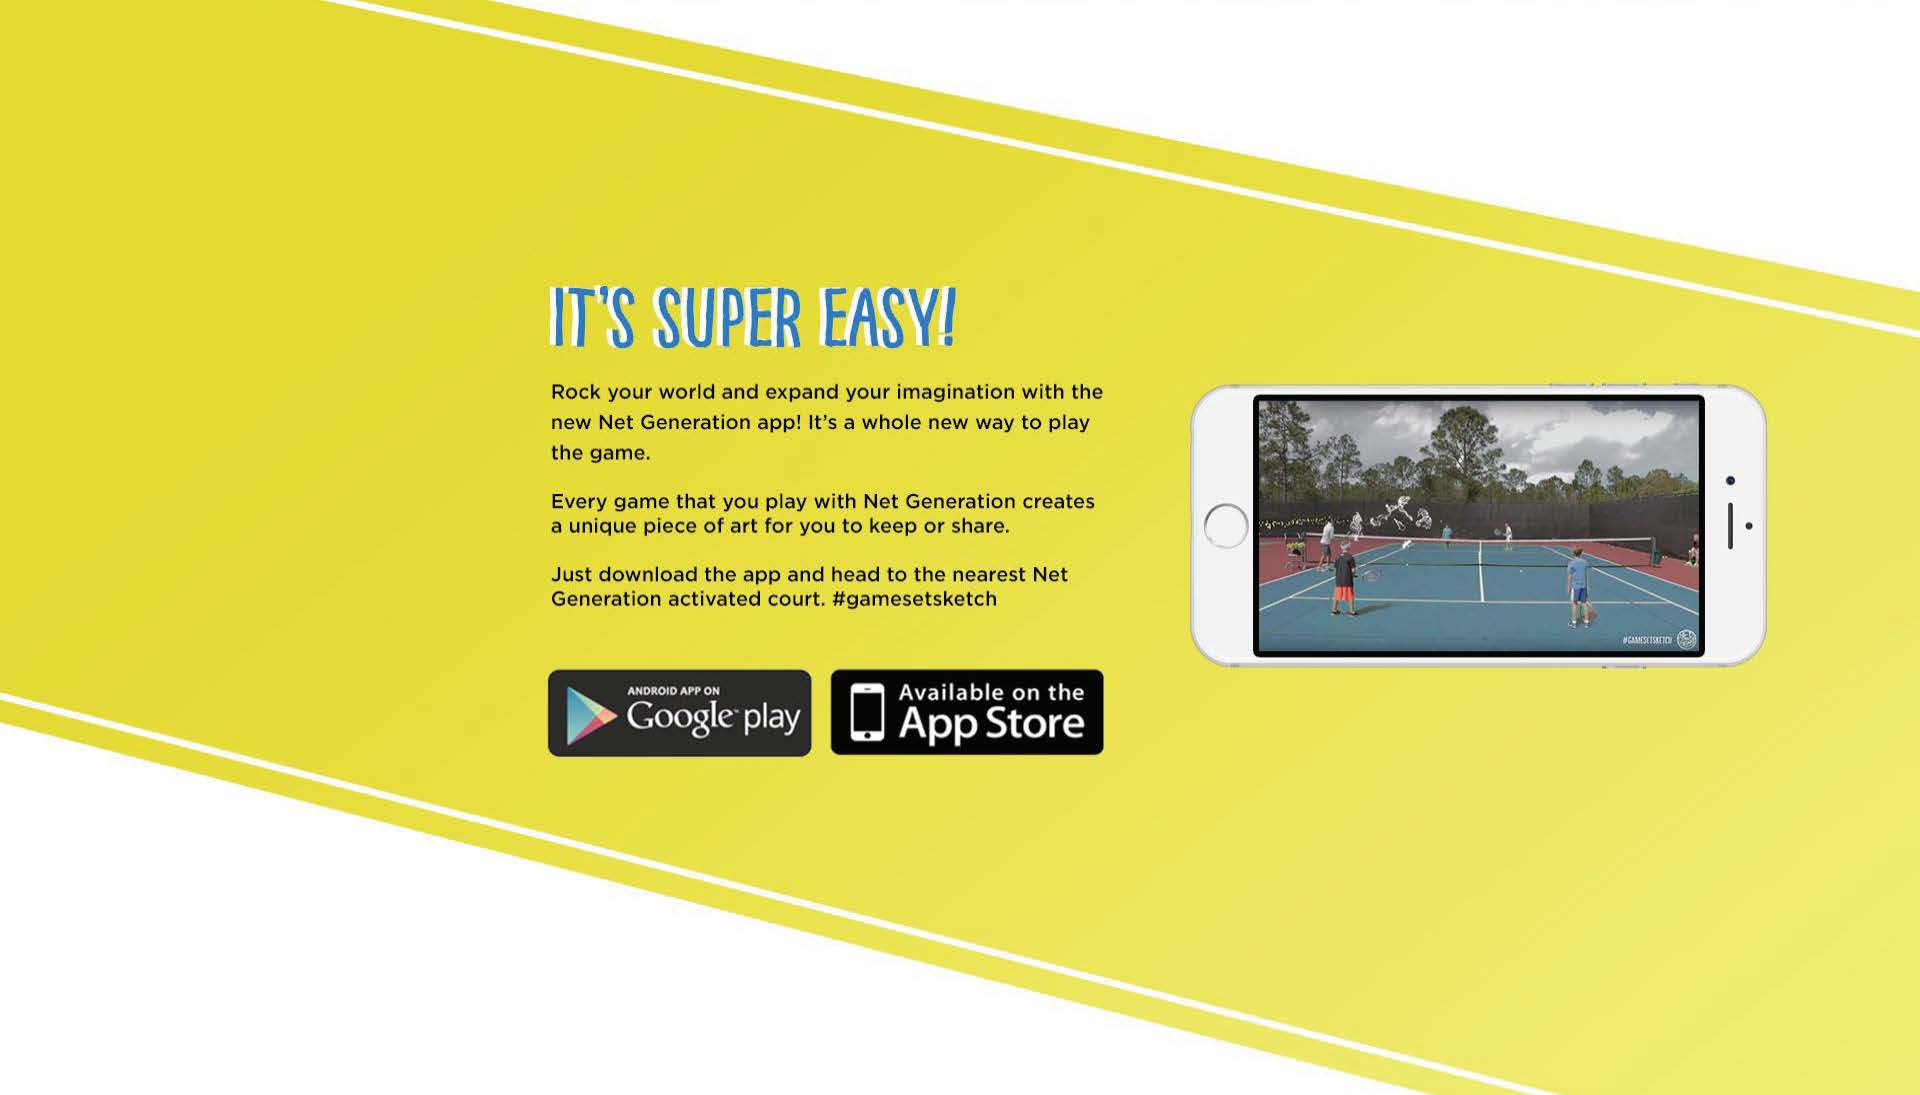 IT'S SUPER EASY!
Rock your world and expand your imagination with the
new Net Generation app! It's a whole new way to play
the game.
Every game that you play with Net Generation creates
a unique piece of art for you to keep or share.
Just download the app and head to the nearest Net
Generation activated court. #gamesetsketch
ANDROID APP ON
Google play
Available on the
App Store
#GAMESETSKETCH